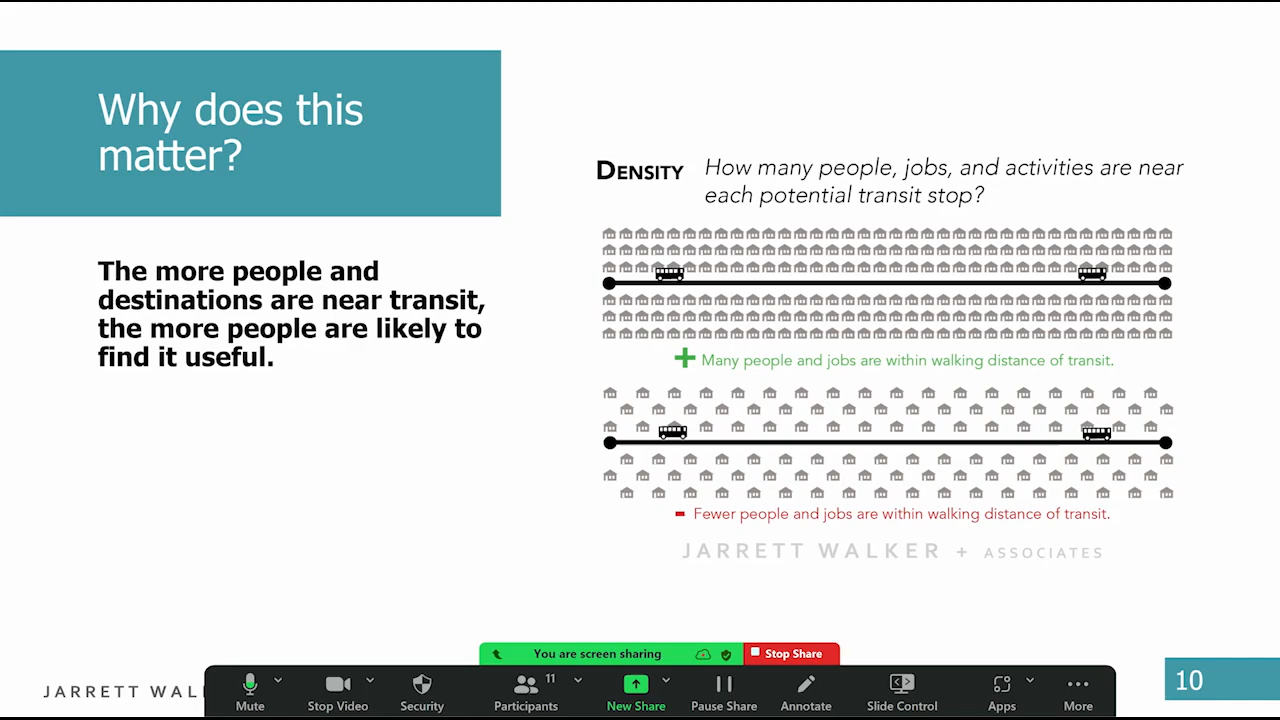 Why does this
matter?
The more people and
destinations are near transit,
the more people are likely to
find it useful.
DENSITY How many people, jobs, and activities are near
each potential transit stop?
+ Many people and jobs are within walking distance of transit.
- Fewer people and jobs are within walking distance of transit.
JARRETT WALKER + ASSOCIATES
You are screen sharing
Stop Share
JARRETT WAL
Mute
Stop Video
Security
Participants 11
New Share
Pause Share
Annotate
Slide Control
Apps
More
10